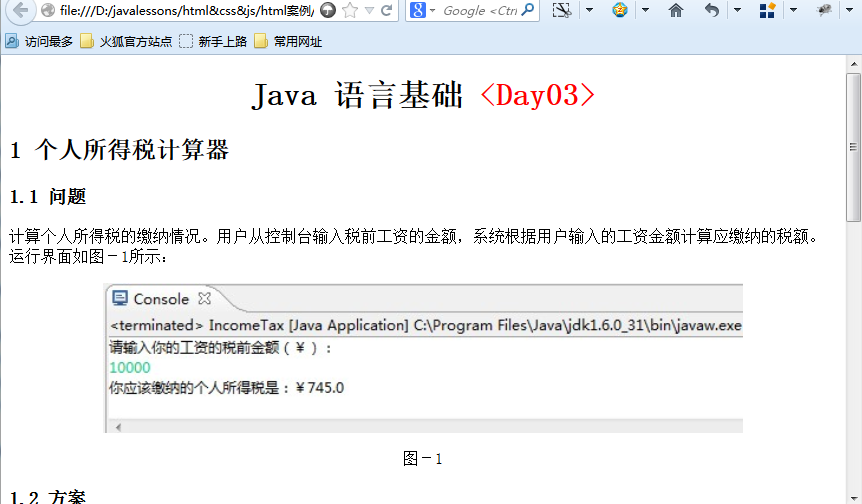 file:///D:/javalessons/html&css&js/html案例/
Google <Ctrl
访问最多 火狐官方站点 新手上路 常用网址
Java 语言基础 <Day03>
1 个人所得税计算器
1.1 问题
计算个人所得税的缴纳情况。用户从控制台输入税前工资的金额，系统根据用户输入的工资金额计算应缴纳的税额。
运行界面如图－1所示：
Console
<terminated> IncomeTax [Java Application] C:\Program Files\Java\jdk1.6.0_31\bin\javaw.exe
请输入你的工资的税前金额（￥）：
10000
你应该缴纳的个人所得税是：￥745.0
图－1
1.2 方案